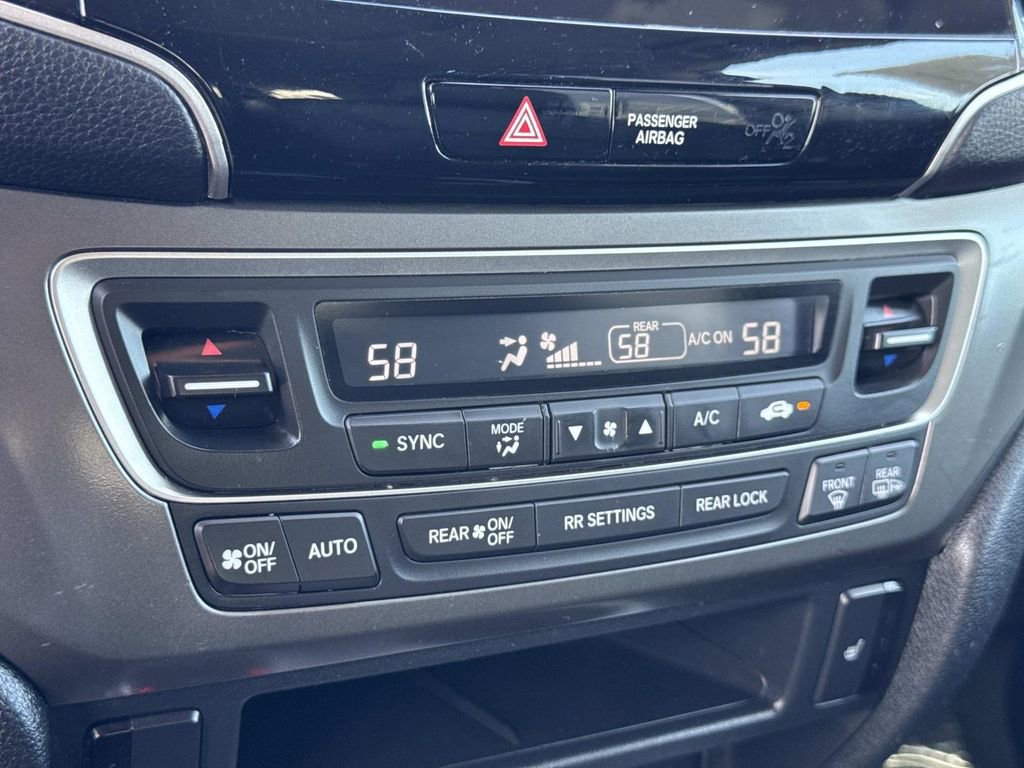 PASSENGER
AIRBAG
OFF
2
58
REAR
58
A/C ON
58
SYNC
MODE
A/C
FRONT
REAR
ON/
OFF
AUTO
REAR ON/
OFF
RR SETTINGS
REAR LOCK